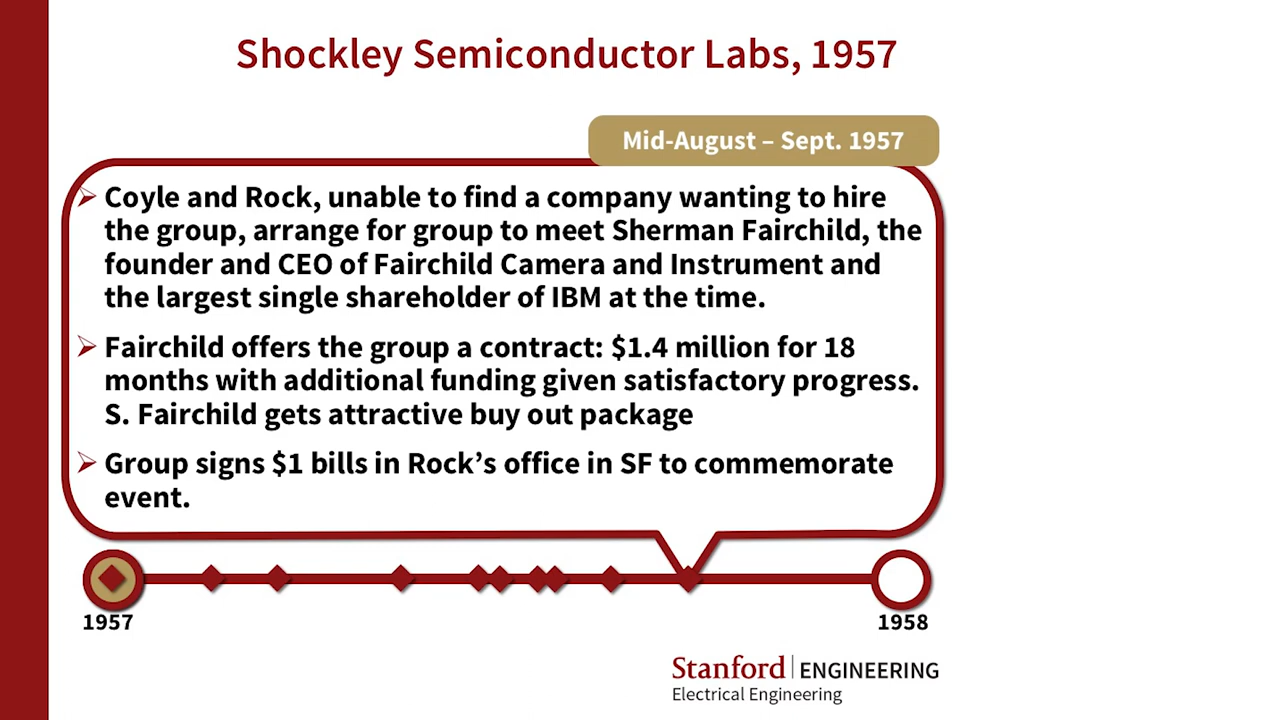 Shockley Semiconductor Labs, 1957
Mid-August – Sept. 1957
Coyle and Rock, unable to find a company wanting to hire
the group, arrange for group to meet Sherman Fairchild, the
founder and CEO of Fairchild Camera and Instrument and
the largest single shareholder of IBM at the time.
Fairchild offers the group a contract: $1.4 million for 18
months with additional funding given satisfactory progress.
S. Fairchild gets attractive buy out package
Group signs $1 bills in Rock’s office in SF to commemorate
event.
1957
1958
Stanford ENGINEERING
Electrical Engineering